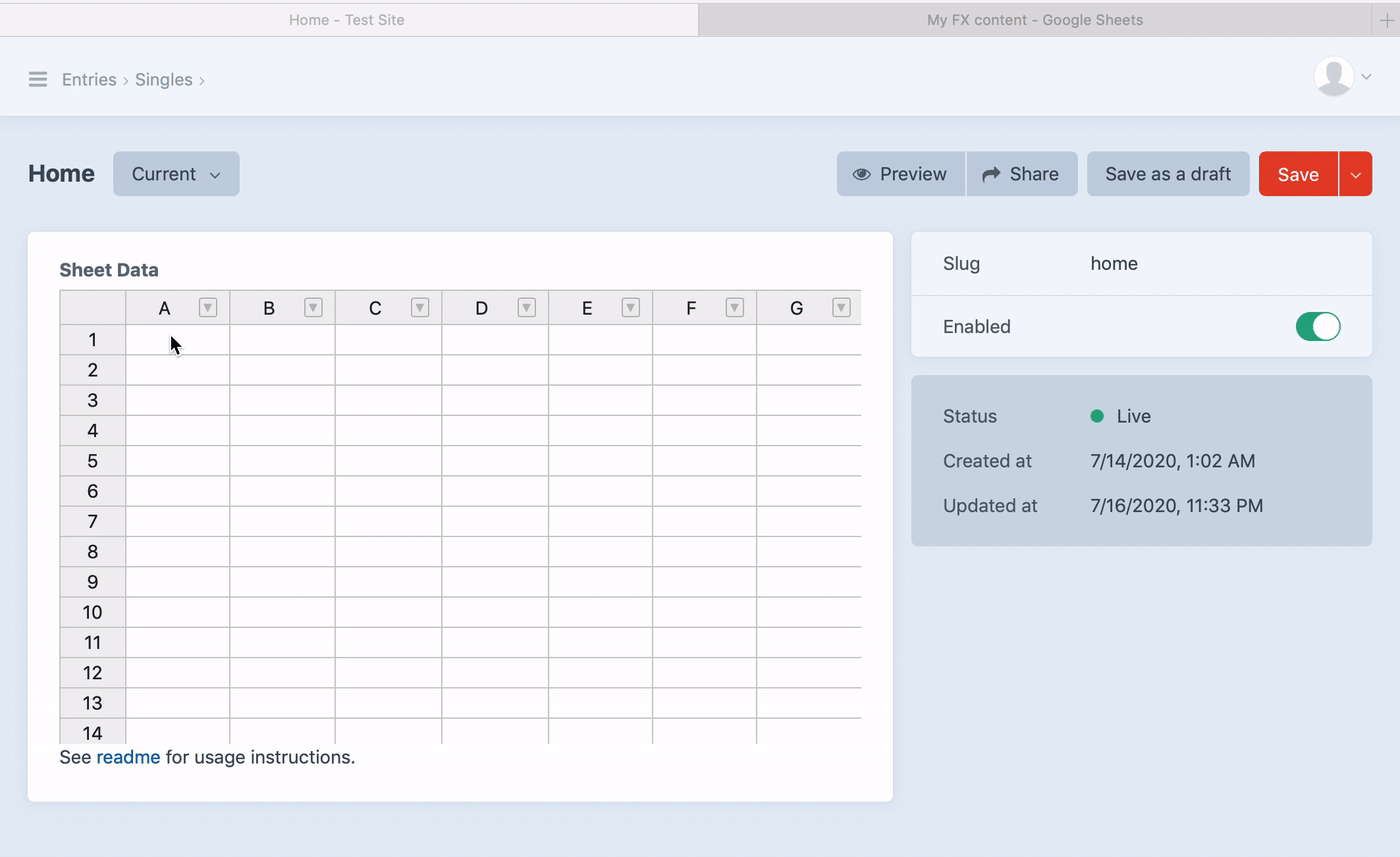 Home - Test Site
My FX content - Google Sheets
Entries › Singles ›
Home
Current
Preview
Share
Save as a draft
Save
Sheet Data
A B C D E F G
1
2
3
4
5
6
7
8
9
10
11
12
13
14
See readme for usage instructions.
Slug home
Enabled
Status Live
Created at 7/14/2020, 1:02 AM
Updated at 7/16/2020, 11:33 PM